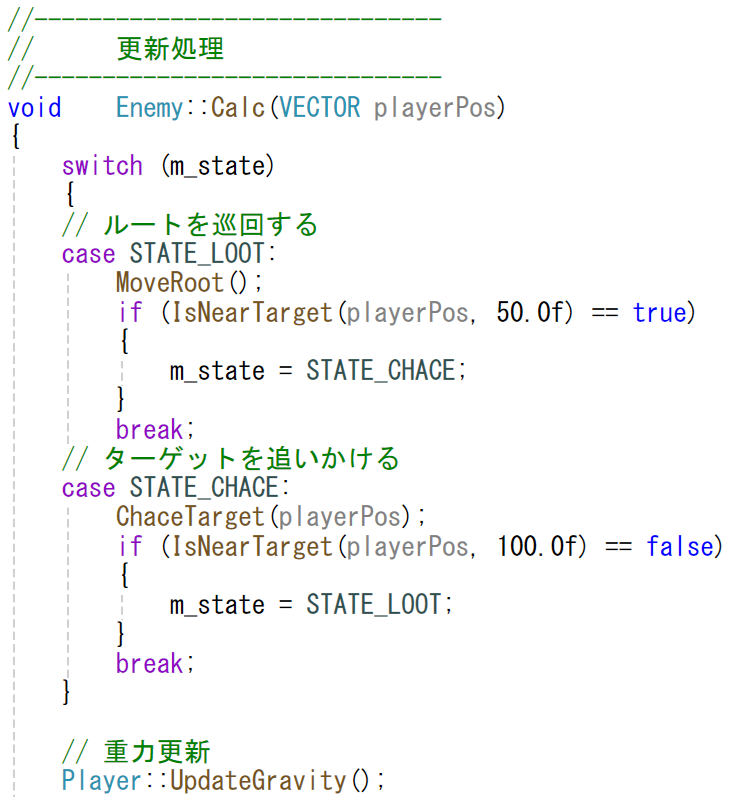 //------------------------------
//      更新処理
//------------------------------
void    Enemy::Calc(VECTOR playerPos)
{
    switch (m_state)
    {
    // ルートを巡回する
    case STATE_LOOT:
        MoveRoot();
        if (IsNearTarget(playerPos, 50.0f) == true)
        {
            m_state = STATE_CHACE;
        }
        break;
    // ターゲットを追いかける
    case STATE_CHACE:
        ChaceTarget(playerPos);
        if (IsNearTarget(playerPos, 100.0f) == false)
        {
            m_state = STATE_LOOT;
        }
        break;
    }

    // 重力更新
    Player::UpdateGravity();